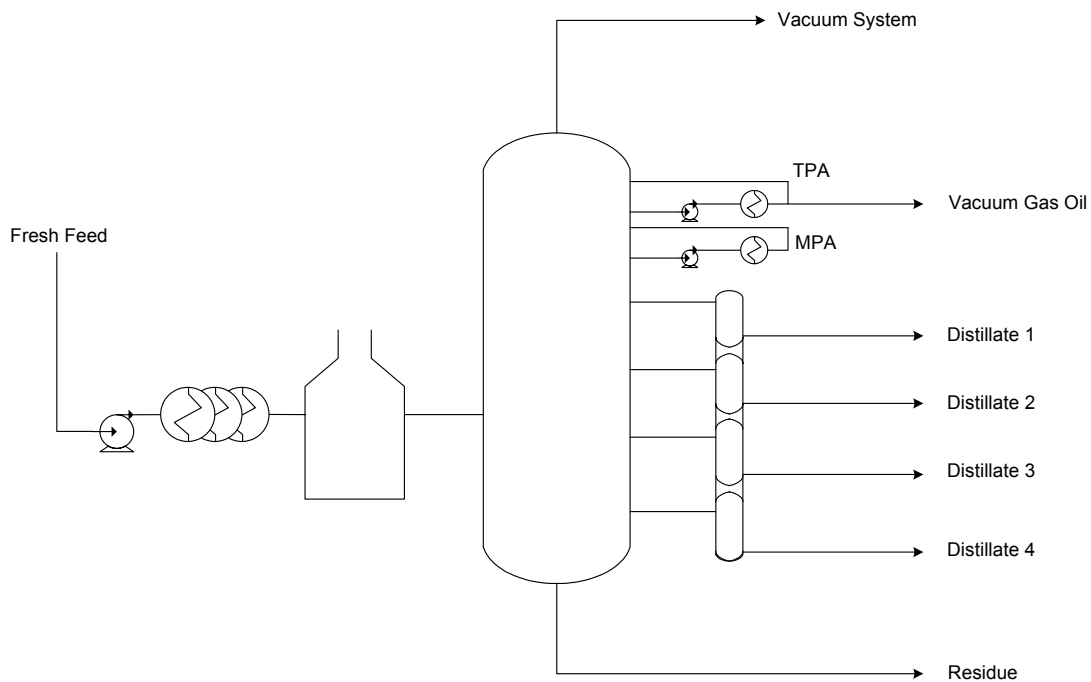 Vacuum System
TPA
Vacuum Gas Oil
Fresh Feed
MPA
Distillate 1
Distillate 2
Distillate 3
Distillate 4
Residue